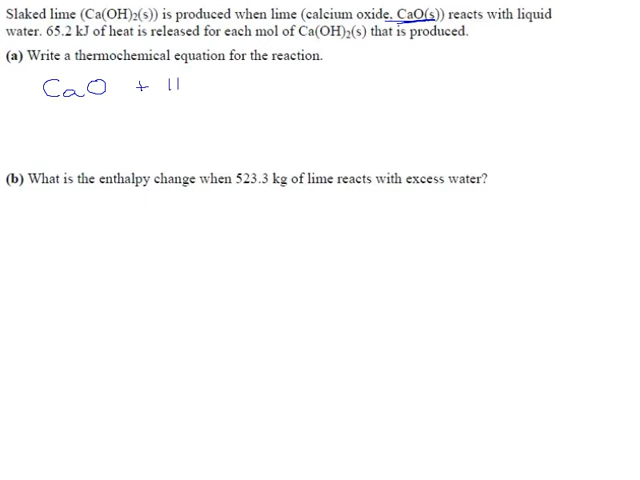 Slaked lime (Ca(OH)₂(s)) is produced when lime (calcium oxide, CaO(s)) reacts with liquid
water. 65.2 kJ of heat is released for each mol of Ca(OH)₂(s) that is produced.
(a) Write a thermochemical equation for the reaction.
CaO +
(b) What is the enthalpy change when 523.3 kg of lime reacts with excess water?